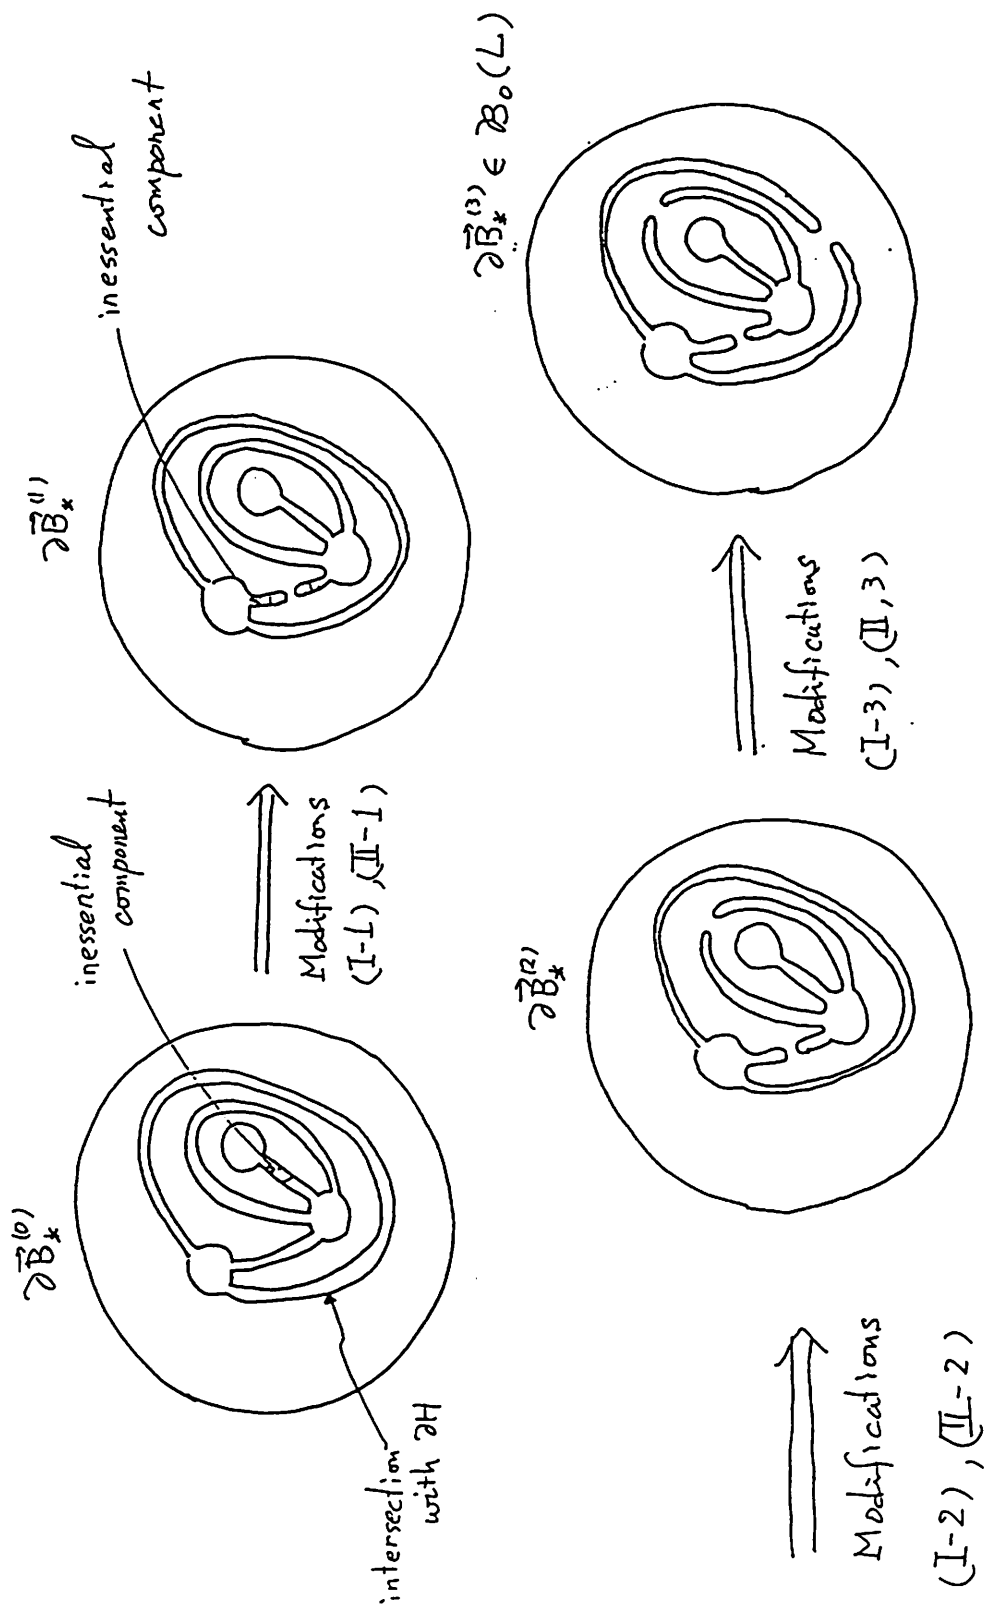 ∂B⃗_*^(0)
inessential
component
intersection
with ∂H
Modifications
(I-1), (II-1)
∂B⃗_*^(1)
inessential
component
Modifications
(I-2), (II-2)
∂B⃗_*^(2)
Modifications
(I-3), (II,3)
∂B⃗_*^(3) ∈ ∂B₀(L)